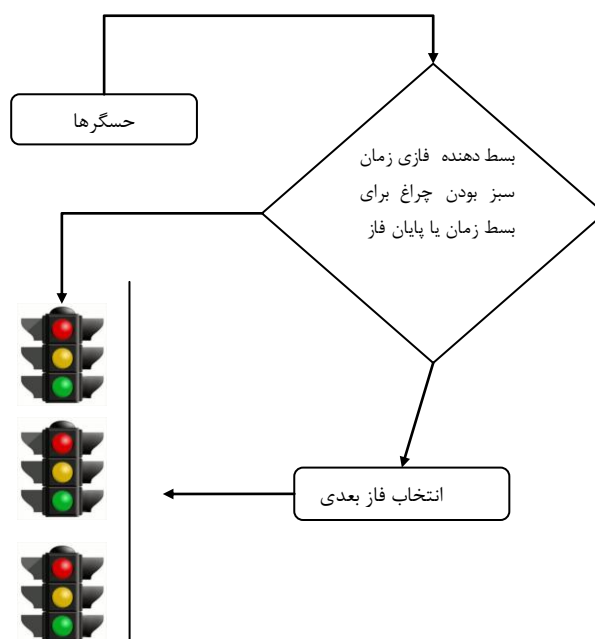 حسگرها
بسط دهنده فازی زمان
سبز بودن چراغ برای
بسط زمان یا پایان فاز
انتخاب فاز بعدی